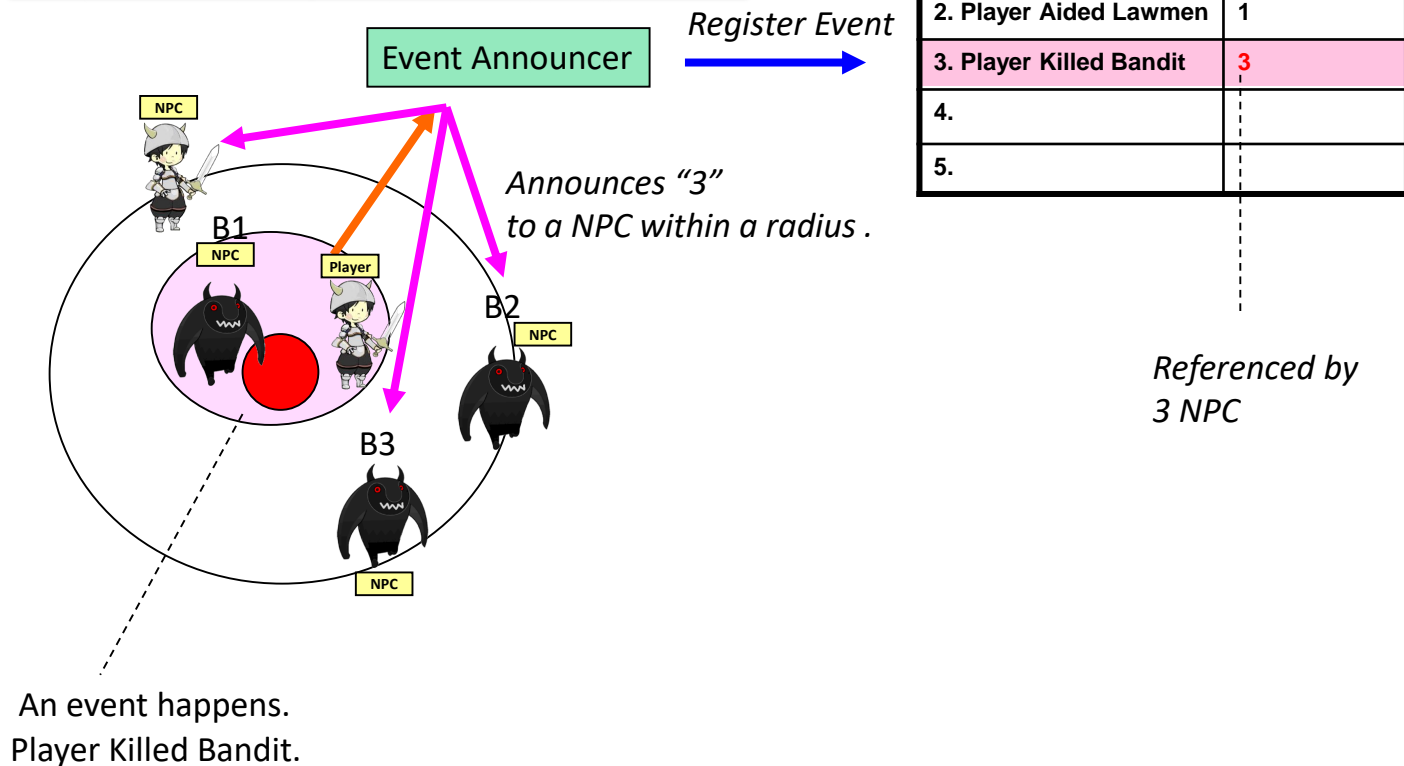 Register Event
2. Player Aided Lawmen 1
Event Announcer
3. Player Killed Bandit 3
4.
5.
NPC
Announces “3”
to a NPC within a radius .
B1
NPC
Player
B2
NPC
Referenced by
3 NPC
B3
NPC
An event happens.
Player Killed Bandit.